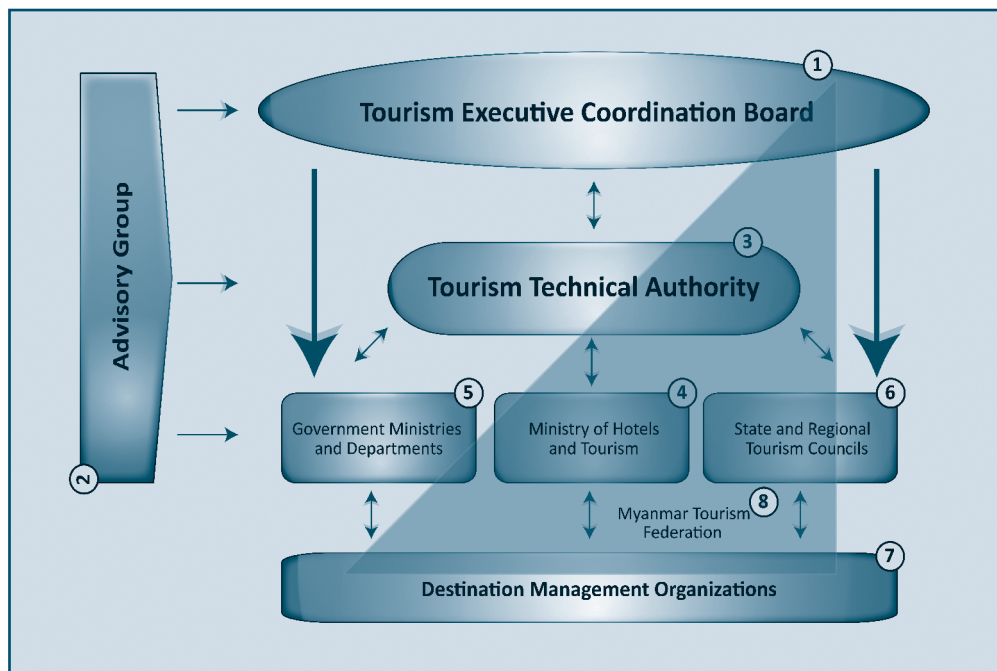 1
Tourism Executive Coordination Board
Advisory Group
2
3
Tourism Technical Authority
5
Government Ministries
and Departments
4
Ministry of Hotels
and Tourism
6
State and Regional
Tourism Councils
8
Myanmar Tourism
Federation
7
Destination Management Organizations